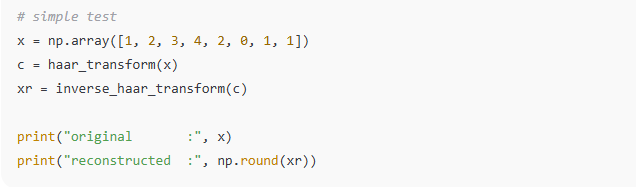 # simple test
x = np.array([1, 2, 3, 4, 2, 0, 1, 1])
c = haar_transform(x)
xr = inverse_haar_transform(c)
print("original       :", x)
print("reconstructed  :", np.round(xr))